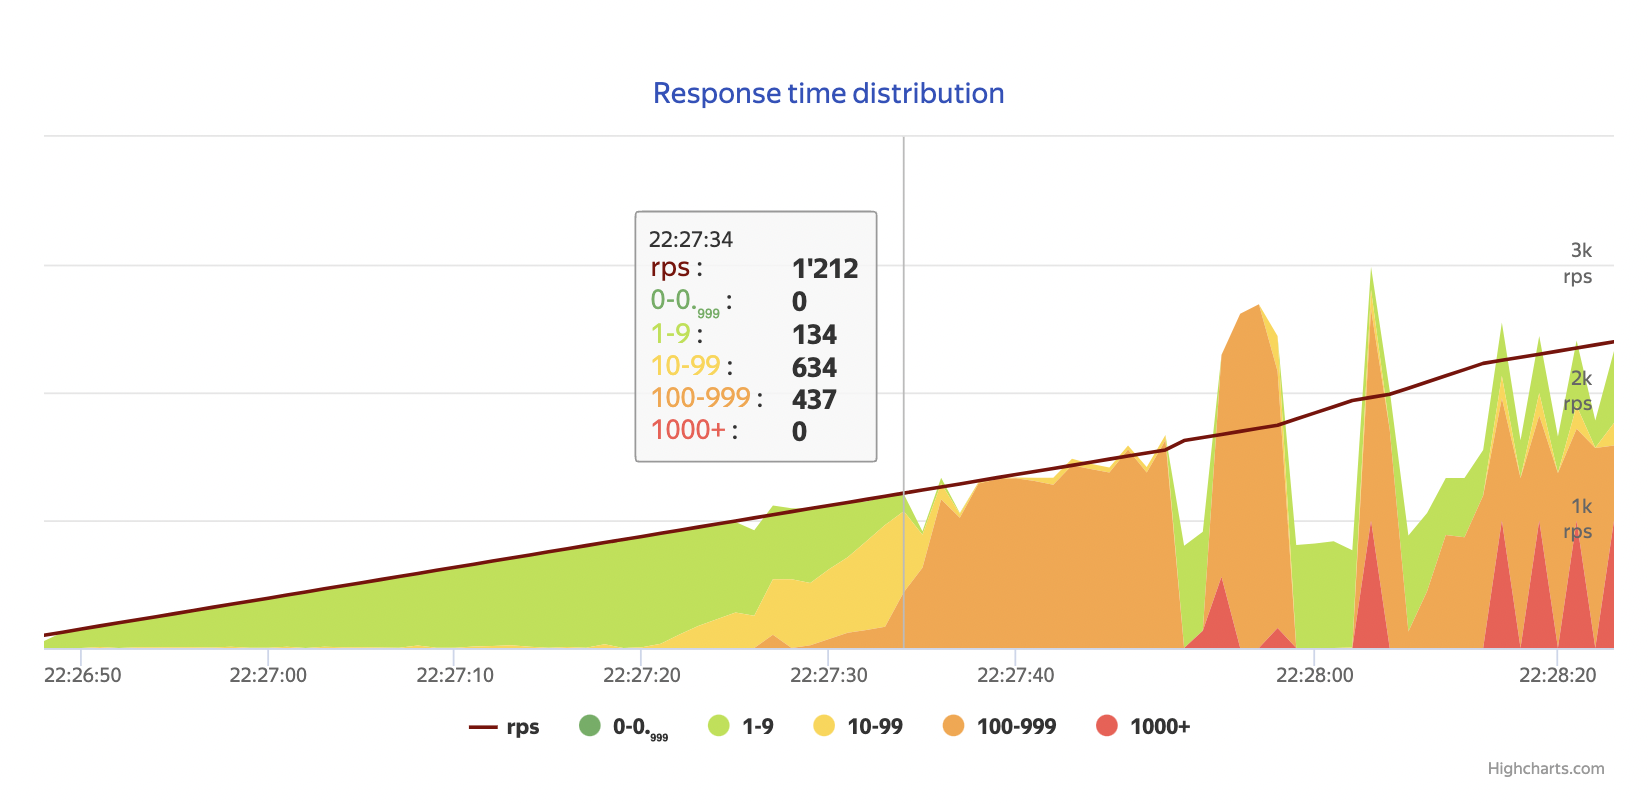 Response time distribution
22:27:34
rps : 1'212
0-0.999 : 0
1-9 : 134
10-99 : 634
100-999 : 437
1000+ : 0
3k
rps
2k
rps
1k
rps
22:26:50 22:27:00 22:27:10 22:27:20 22:27:30 22:27:40 22:28:00 22:28:20
rps 0-0.999 1-9 10-99 100-999 1000+
Highcharts.com